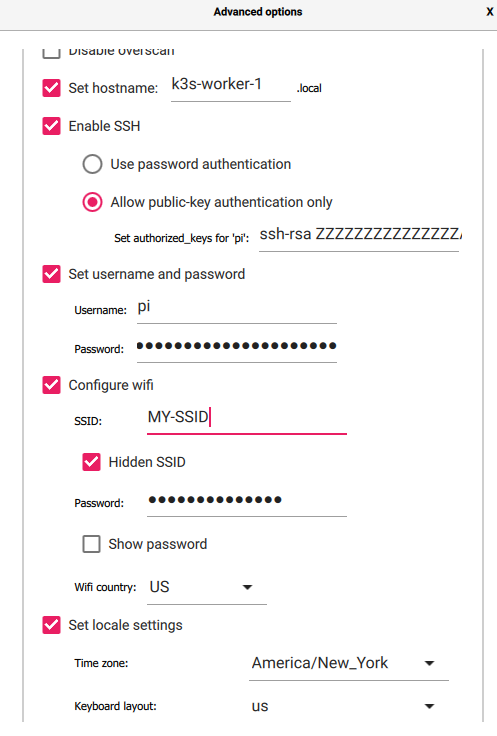 Advanced options X
Disable overscan
Set hostname: k3s-worker-1 .local
Enable SSH
Use password authentication
Allow public-key authentication only
Set authorized_keys for 'pi': ssh-rsa ZZZZZZZZZZZZZZZ
Set username and password
Username: pi
Password: ●●●●●●●●●●●●●●●●●●●●●
Configure wifi
SSID: MY-SSID
Hidden SSID
Password: ●●●●●●●●●●●●●●
Show password
Wifi country: US
Set locale settings
Time zone: America/New_York
Keyboard layout: us